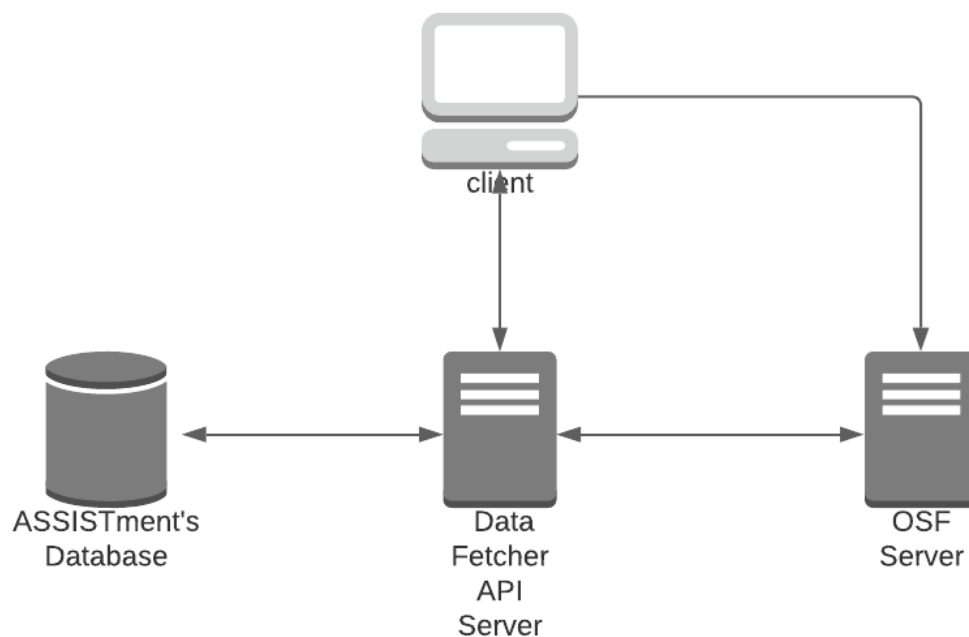 client
ASSISTment's
Database
Data
Fetcher
API
Server
OSF
Server